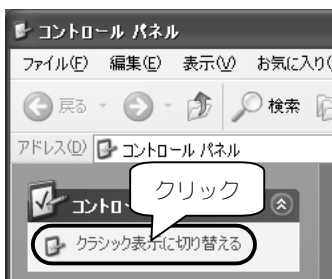 コントロール パネル
ファイル(F) 編集(E) 表示(V) お気に入り(
戻る 検索
アドレス(D) コントロール パネル
クリック
コントロ
クラシック表示に切り替える